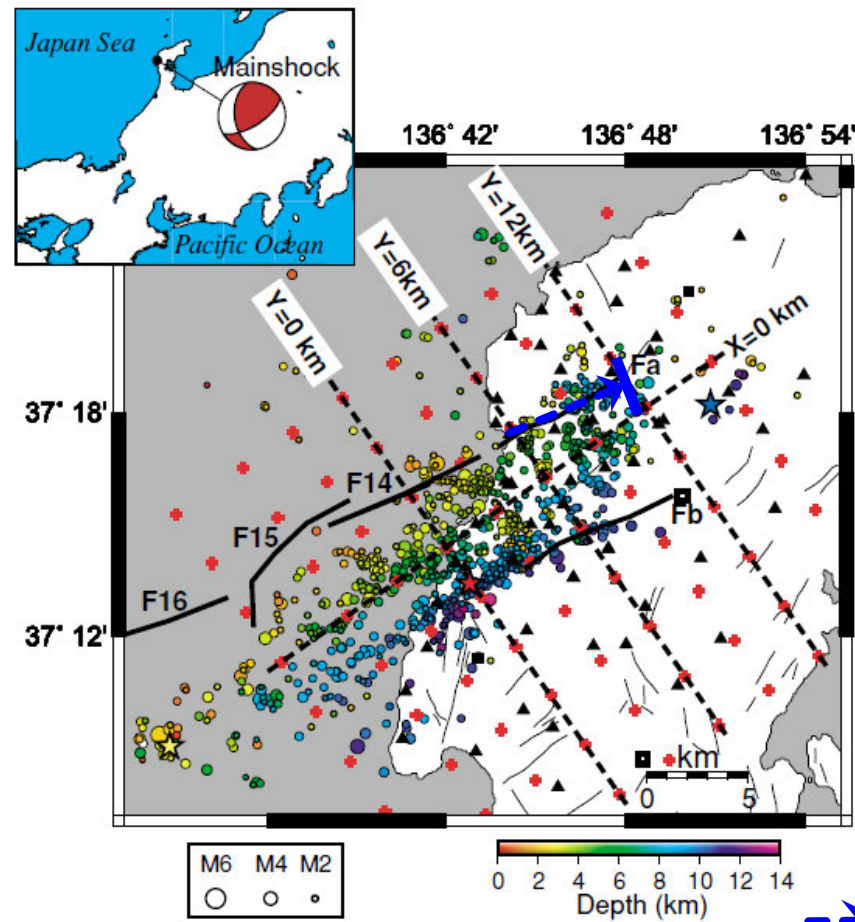 Japan Sea
Mainshock
Pacific Ocean
136° 42'
136° 48'
136° 54'
Y=12km
Y=6km
Y=0 km
X=0 km
Fa
37° 18'
F14
F15
Fb
F16
37° 12'
km
0 5
M6 M4 M2
0 2 4 6 8 10 12 14
Depth (km)